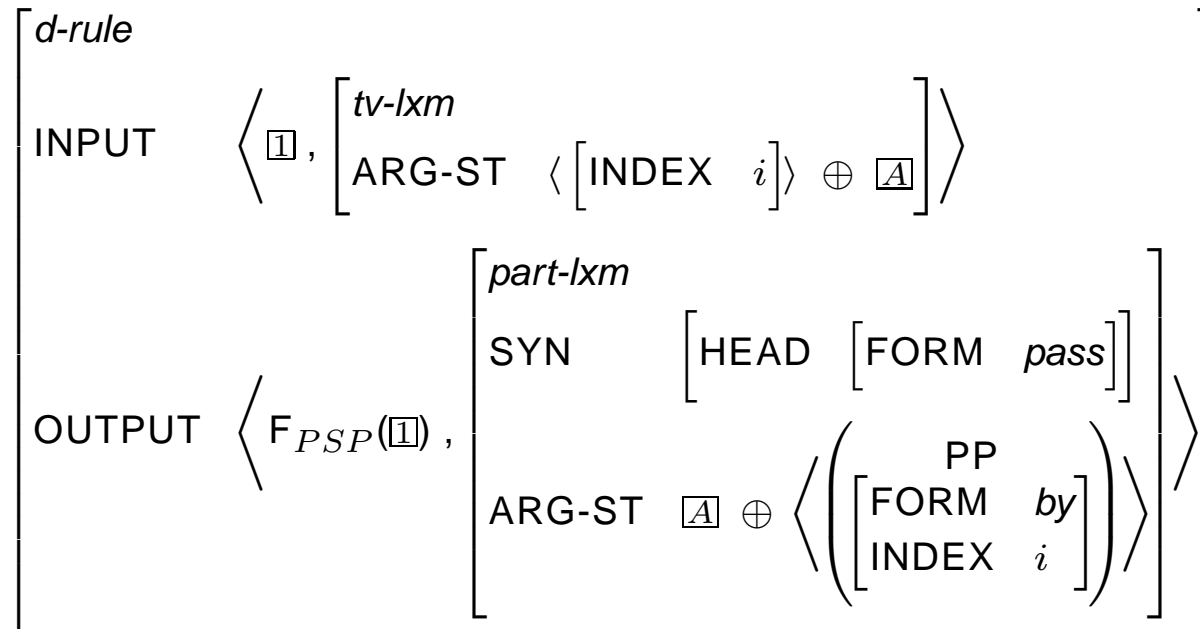 d-rule
INPUT ⟨ 1 , [ tv-lxm
ARG-ST ⟨ [ INDEX i ] ⟩ ⊕ A ] ⟩
OUTPUT ⟨ F_PSP(1) , [ part-lxm
SYN [ HEAD [ FORM pass ] ]
ARG-ST A ⊕ ⟨ ( PP
[ FORM by
INDEX i ] ) ⟩ ] ⟩